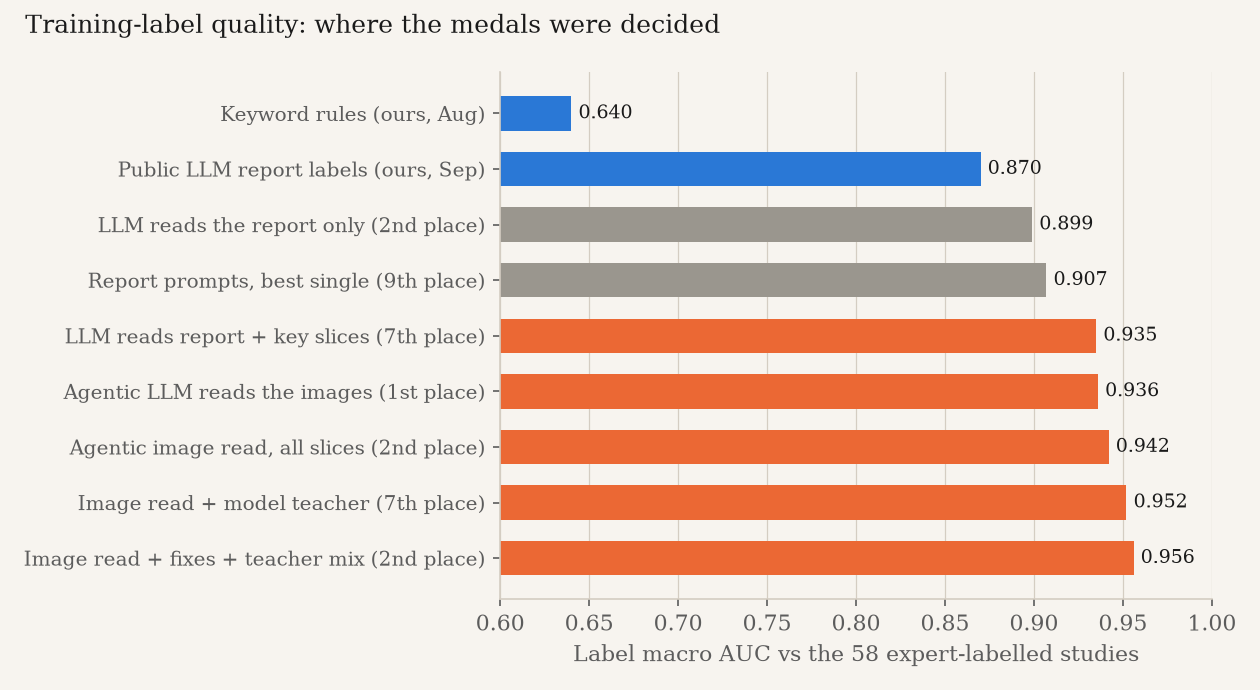 Training-label quality: where the medals were decided
Keyword rules (ours, Aug) 0.640
Public LLM report labels (ours, Sep) 0.870
LLM reads the report only (2nd place) 0.899
Report prompts, best single (9th place) 0.907
LLM reads report + key slices (7th place) 0.935
Agentic LLM reads the images (1st place) 0.936
Agentic image read, all slices (2nd place) 0.942
Image read + model teacher (7th place) 0.952
Image read + fixes + teacher mix (2nd place) 0.956
0.60 0.65 0.70 0.75 0.80 0.85 0.90 0.95 1.00
Label macro AUC vs the 58 expert-labelled studies